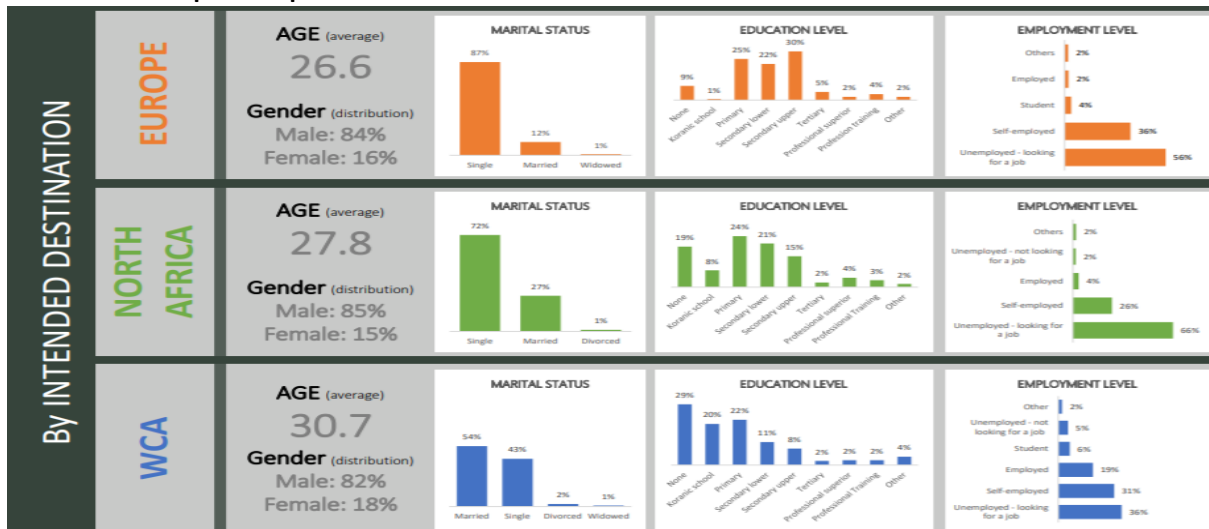 By INTENDED DESTINATION
EUROPE
AGE (average)
26.6
Gender (distribution)
Male: 84%
Female: 16%
MARITAL STATUS
87%
12%
1%
Single Married Widowed
EDUCATION LEVEL
9% 1% 25% 22% 30% 5% 2% 4% 2%
None Koranic school Primary Secondary lower Secondary upper Tertiary Professional superior Profession training Other
EMPLOYMENT LEVEL
Others 2%
Employed 2%
Student 4%
Self-employed 36%
Unemployed - looking
for a job 56%
NORTH
AFRICA
AGE (average)
27.8
Gender (distribution)
Male: 85%
Female: 15%
MARITAL STATUS
72%
27%
1%
Single Married Divorced
EDUCATION LEVEL
19% 8% 24% 21% 15% 2% 4% 3% 2%
None Koranic school Primary Secondary lower Secondary upper Tertiary Professional superior Professional Training Other
EMPLOYMENT LEVEL
Others 2%
Unemployed - not looking
for a job 2%
Employed 4%
Self-employed 26%
Unemployed - looking for
a job 66%
WCA
AGE (average)
30.7
Gender (distribution)
Male: 82%
Female: 18%
MARITAL STATUS
54%
43%
2% 1%
Married Single Divorced Widowed
EDUCATION LEVEL
29% 20% 22% 11% 8% 2% 2% 2% 4%
None Koranic school Primary Secondary lower Secondary upper Tertiary Professional superior Professional Training Other
EMPLOYMENT LEVEL
Other 2%
Unemployed - not
looking for a job 5%
Student 6%
Employed 19%
Self-employed 31%
Unemployed - looking
for a job 36%